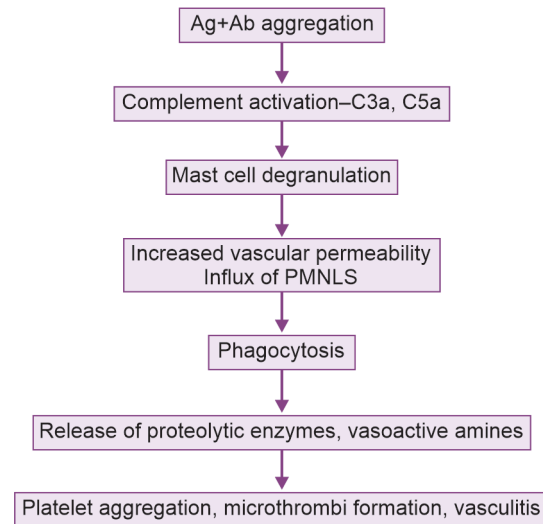 Ag+Ab aggregation
Complement activation–C3a, C5a
Mast cell degranulation
Increased vascular permeability
Influx of PMNLS
Phagocytosis
Release of proteolytic enzymes, vasoactive amines
Platelet aggregation, microthrombi formation, vasculitis